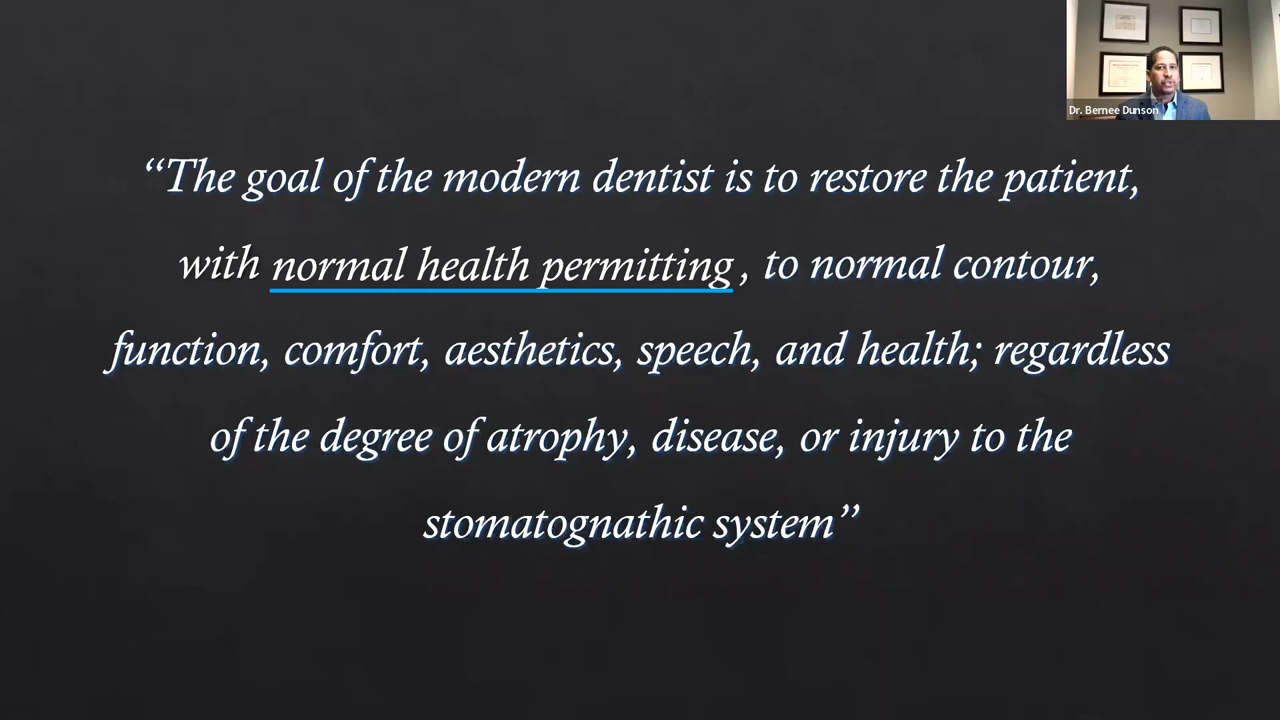 Dr. Bernee Dunson
“The goal of the modern dentist is to restore the patient,
with normal health permitting, to normal contour,
function, comfort, aesthetics, speech, and health; regardless
of the degree of atrophy, disease, or injury to the
stomatognathic system”